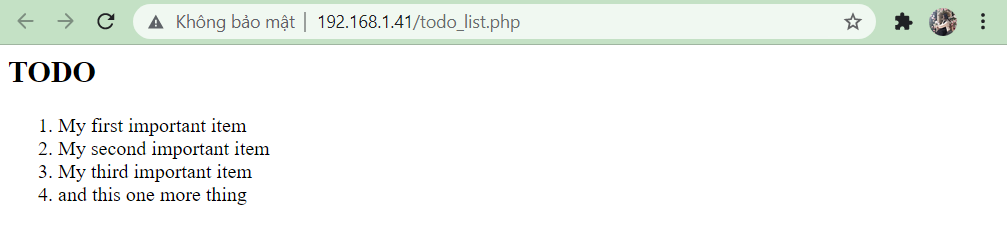 Không bảo mật | 192.168.1.41/todo_list.php
TODO
1. My first important item
2. My second important item
3. My third important item
4. and this one more thing